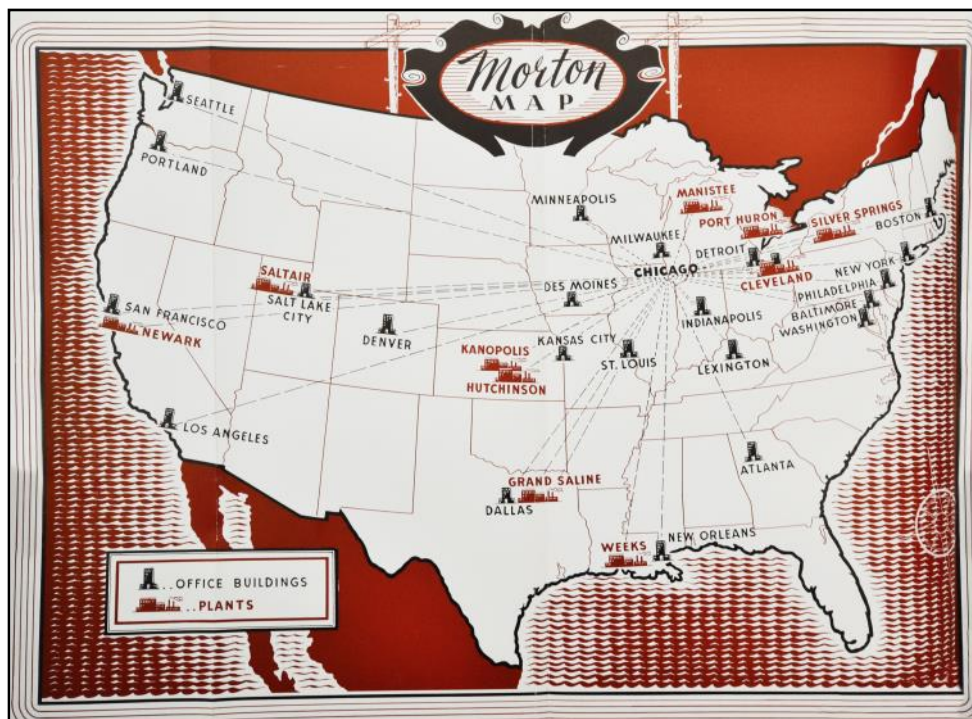 Morton
MAP
SEATTLE
PORTLAND
MINNEAPOLIS
MANISTEE
PORT HURON
SILVER SPRINGS
BOSTON
MILWAUKEE
DETROIT
CHICAGO
CLEVELAND
NEW YORK
SALTAIR
SALT LAKE
CITY
DES MOINES
PHILADELPHIA
BALTIMORE
WASHINGTON
SAN FRANCISCO
NEWARK
INDIANAPOLIS
DENVER
KANSAS CITY
KANOPOLIS
HUTCHINSON
ST. LOUIS
LEXINGTON
LOS ANGELES
ATLANTA
GRAND SALINE
DALLAS
WEEKS
NEW ORLEANS
..OFFICE BUILDINGS
..PLANTS